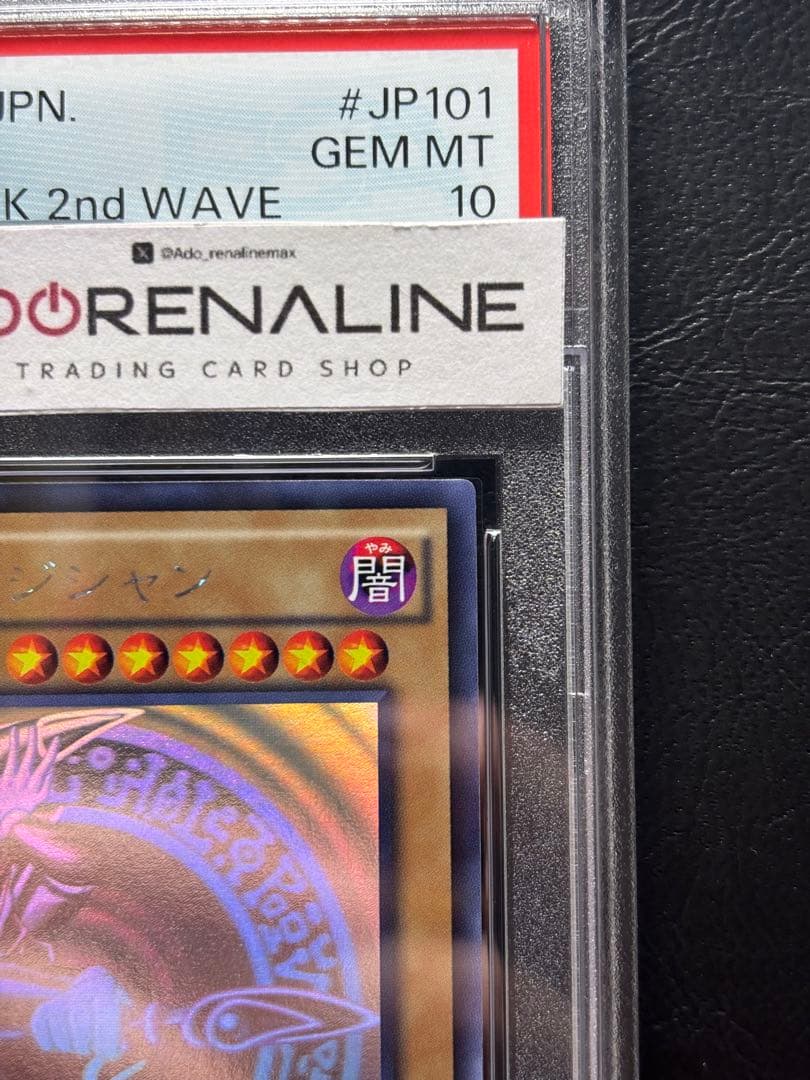 JPN. #JP101
GEM MT
K 2nd WAVE 10
X @Ado_renalinemax
DORENALINE
TRADING CARD SHOP
ジシャン
やみ
闇